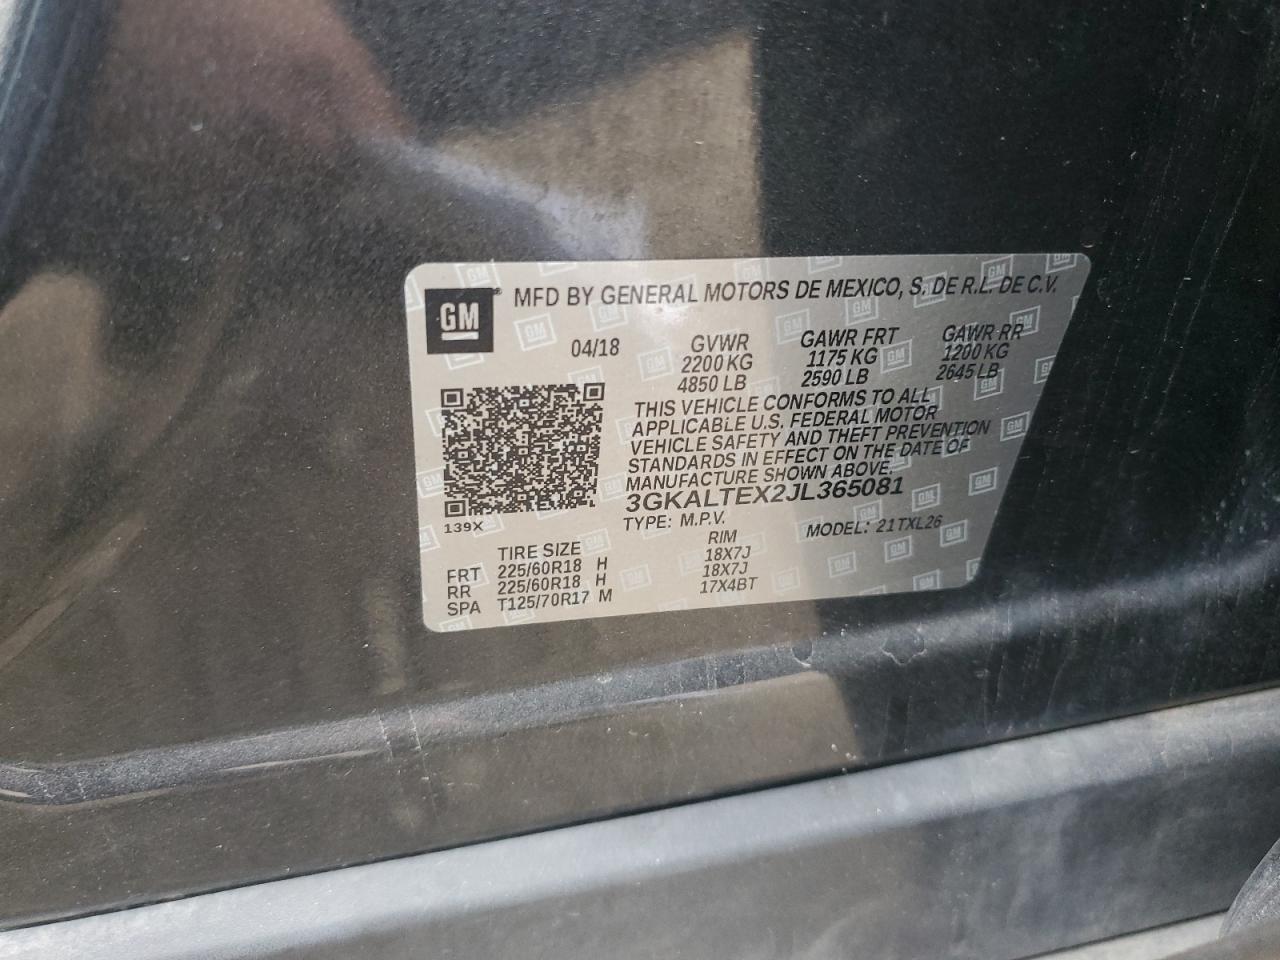 GM
MFD BY GENERAL MOTORS DE MEXICO, S. DE R.L. DE C.V.
04/18 GVWR GAWR FRT GAWR RR
2200 KG 1175 KG 1200 KG
4850 LB 2590 LB 2645 LB
THIS VEHICLE CONFORMS TO ALL
APPLICABLE U.S. FEDERAL MOTOR
VEHICLE SAFETY AND THEFT PREVENTION
STANDARDS IN EFFECT ON THE DATE OF
MANUFACTURE SHOWN ABOVE.
3GKALTEX2JL365081
139X TYPE: M.P.V. MODEL: 21TXL26
TIRE SIZE RIM
FRT 225/60R18 H 18X7J
RR 225/60R18 H 18X7J
SPA T125/70R17 M 17X4BT